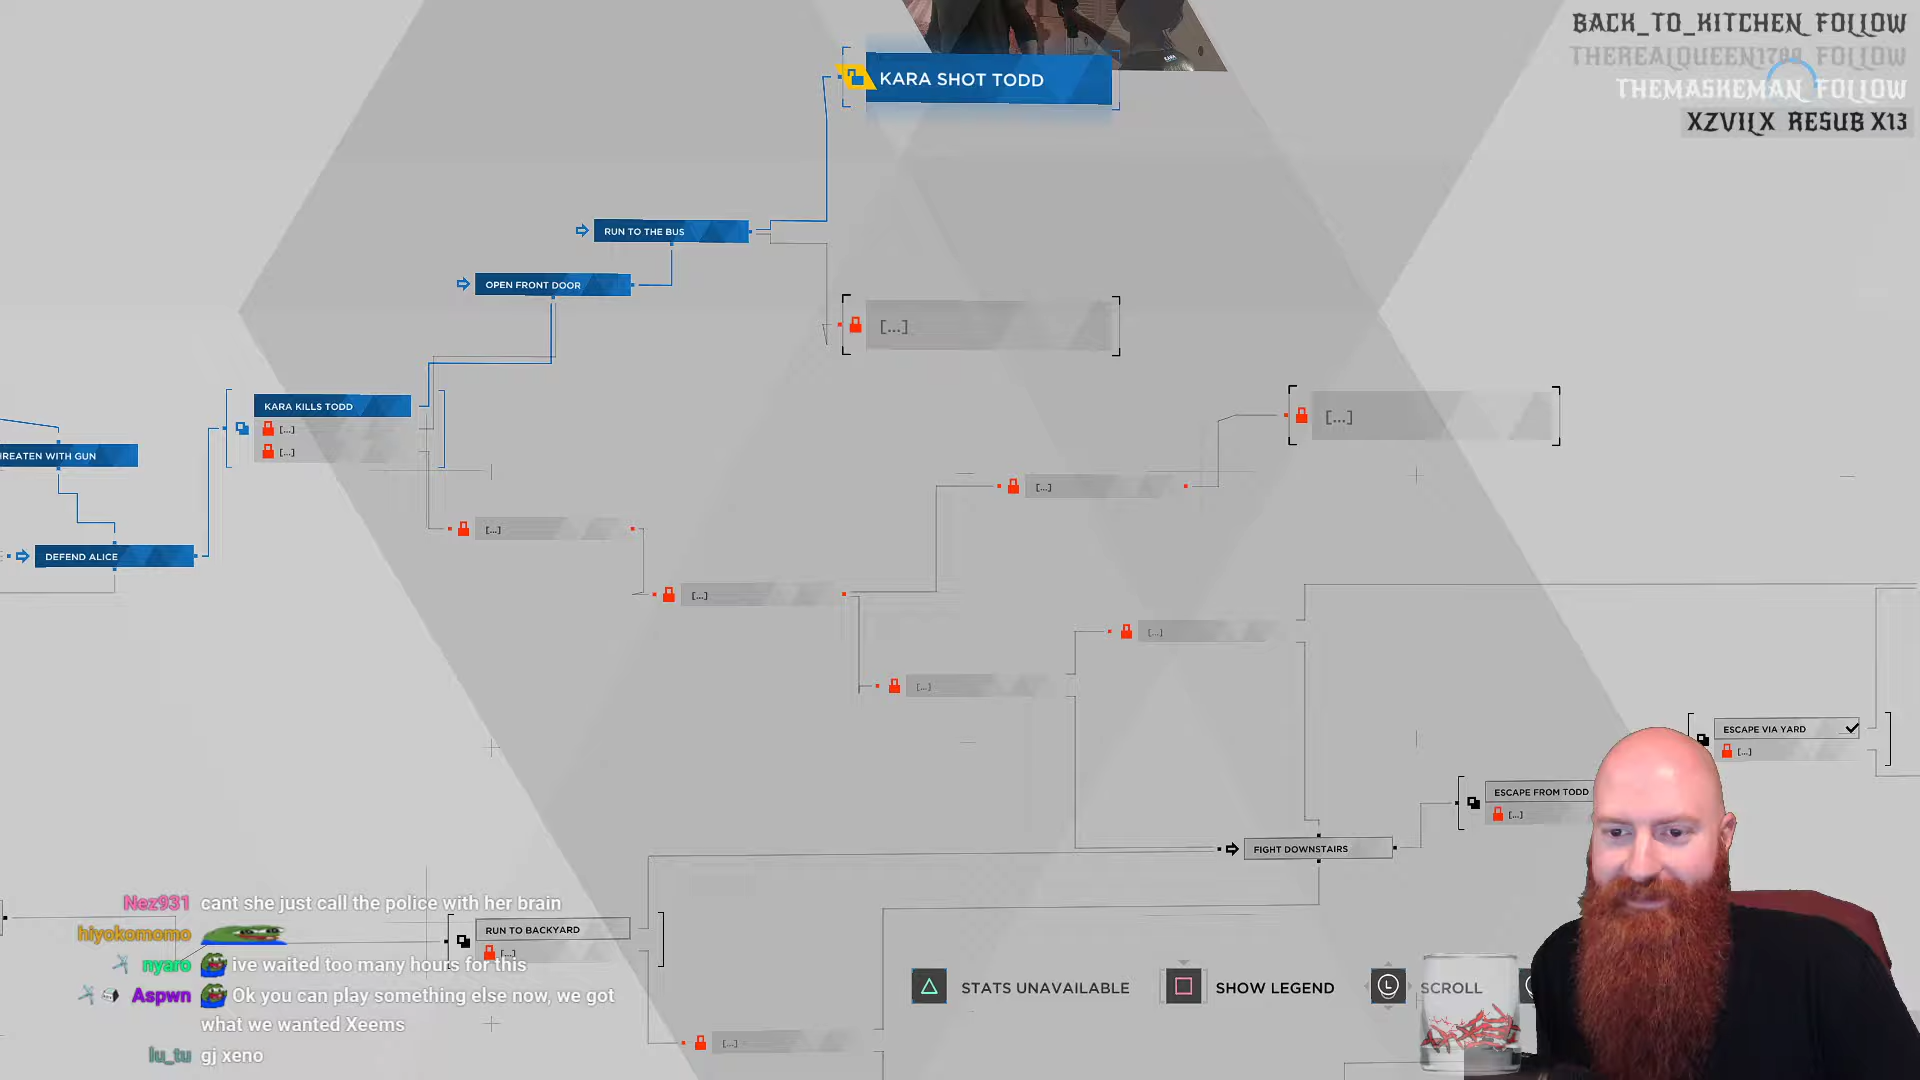 BACK_TO_KITCHEN FOLLOW
THEREALQUEEN1788 FOLLOW
THEMASKEMAN FOLLOW
XZVILX RESUB X13
KARA SHOT TODD
RUN TO THE BUS
OPEN FRONT DOOR
[...]
KARA KILLS TODD
[...]
[...]
[...]
REATEN WITH GUN
[...]
[...]
DEFEND ALICE
[...]
[...]
[...]
ESCAPE VIA YARD
[...]
ESCAPE FROM TODD
[...]
FIGHT DOWNSTAIRS
RUN TO BACKYARD
[...]
Nez931 cant she just call the police with her brain
hiyokomomo
nyaro ive waited too many hours for this
Aspwn Ok you can play something else now, we got
what we wanted Xeems
lu_tu gj xeno
STATS UNAVAILABLE
SHOW LEGEND
L SCROLL
[...]